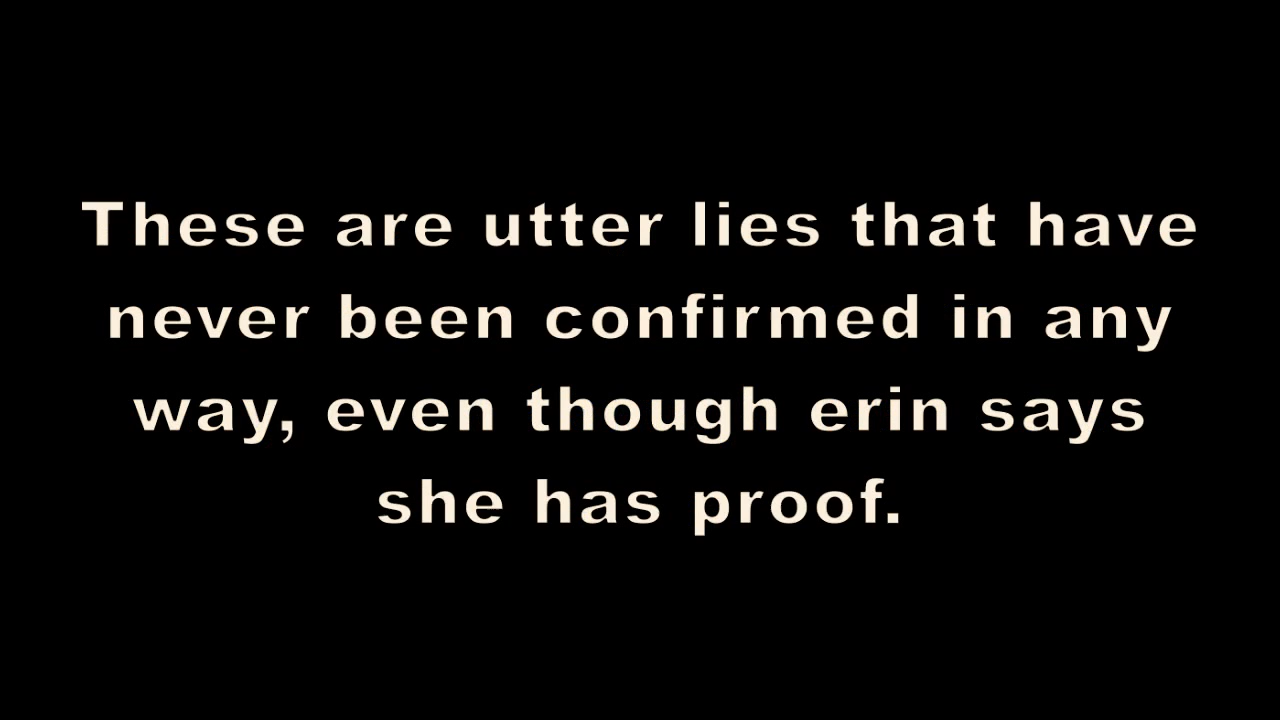 These are utter lies that have
never been confirmed in any
way, even though erin says
she has proof.